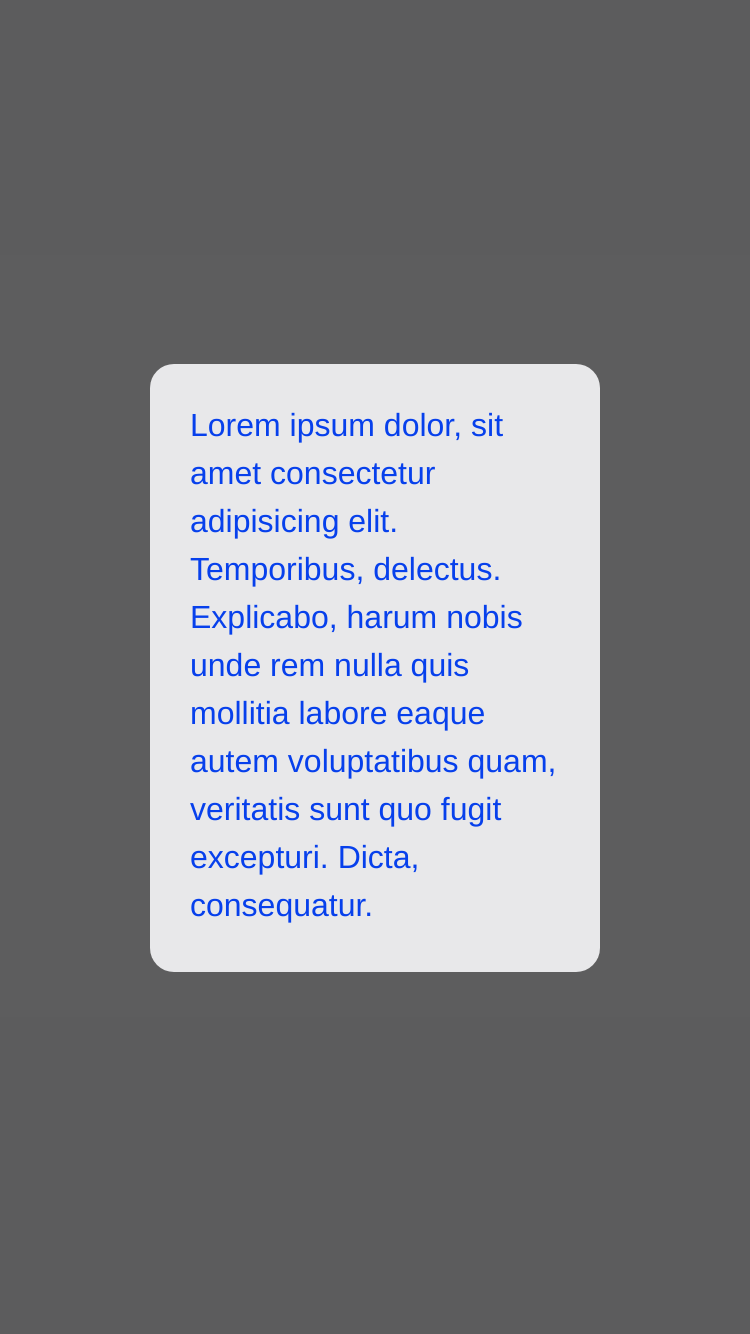 Lorem ipsum dolor, sit
amet consectetur
adipisicing elit.
Temporibus, delectus.
Explicabo, harum nobis
unde rem nulla quis
mollitia labore eaque
autem voluptatibus quam,
veritatis sunt quo fugit
excepturi. Dicta,
consequatur.